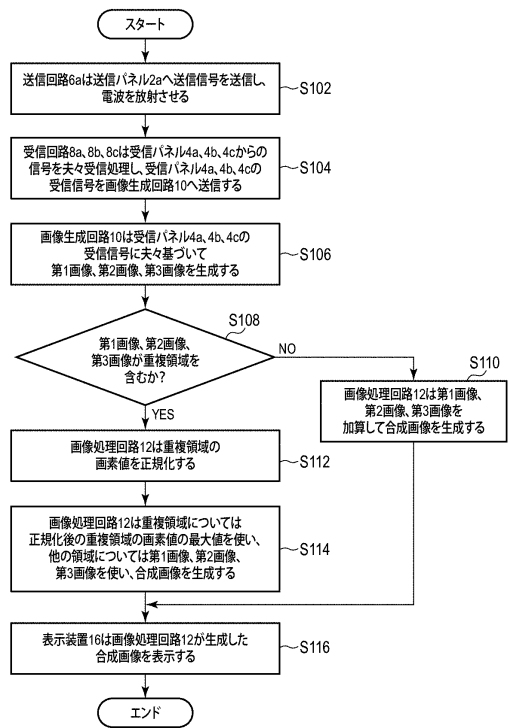 スタート
送信回路6aは送信パネル2aへ送信信号を送信し、
電波を放射させる
S102
受信回路8a、8b、8cは受信パネル4a、4b、4cからの
信号を夫々受信処理し、受信パネル4a、4b、4cの
受信信号を画像生成回路10へ送信する
S104
画像生成回路10は受信パネル4a、4b、4cの
受信信号に夫々基づいて
第1画像、第2画像、第3画像を生成する
S106
S108
第1画像、第2画像、
第3画像が重複領域を
含むか?
NO
YES
S110
画像処理回路12は第1画像、
第2画像、第3画像を
加算して合成画像を生成する
画像処理回路12は重複領域の
画素値を正規化する
S112
画像処理回路12は重複領域については
正規化後の重複領域の画素値の最大値を使い、
他の領域については第1画像、第2画像、
第3画像を使い、合成画像を生成する
S114
表示装置16は画像処理回路12が生成した
合成画像を表示する
S116
エンド